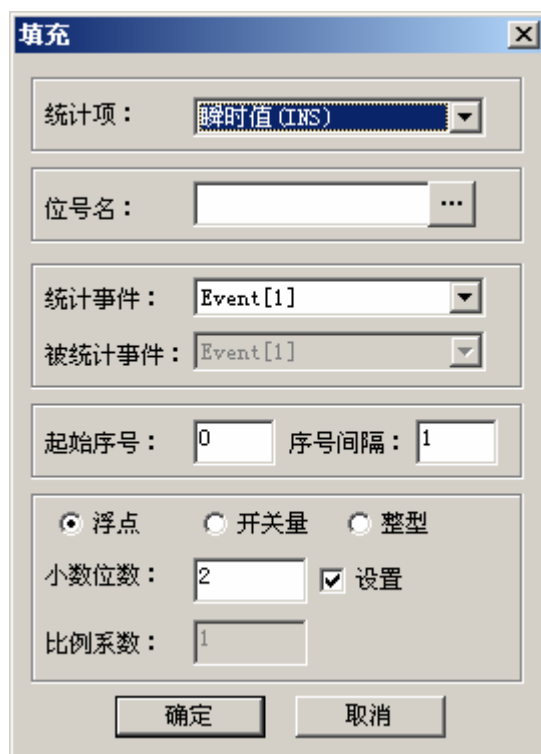 填充
统计项： 瞬时值(INS)
位号名： ...
统计事件： Event[1]
被统计事件： Event[1]
起始序号： 0 序号间隔： 1
浮点 开关量 整型
小数位数： 2 设置
比例系数： 1
确定 取消